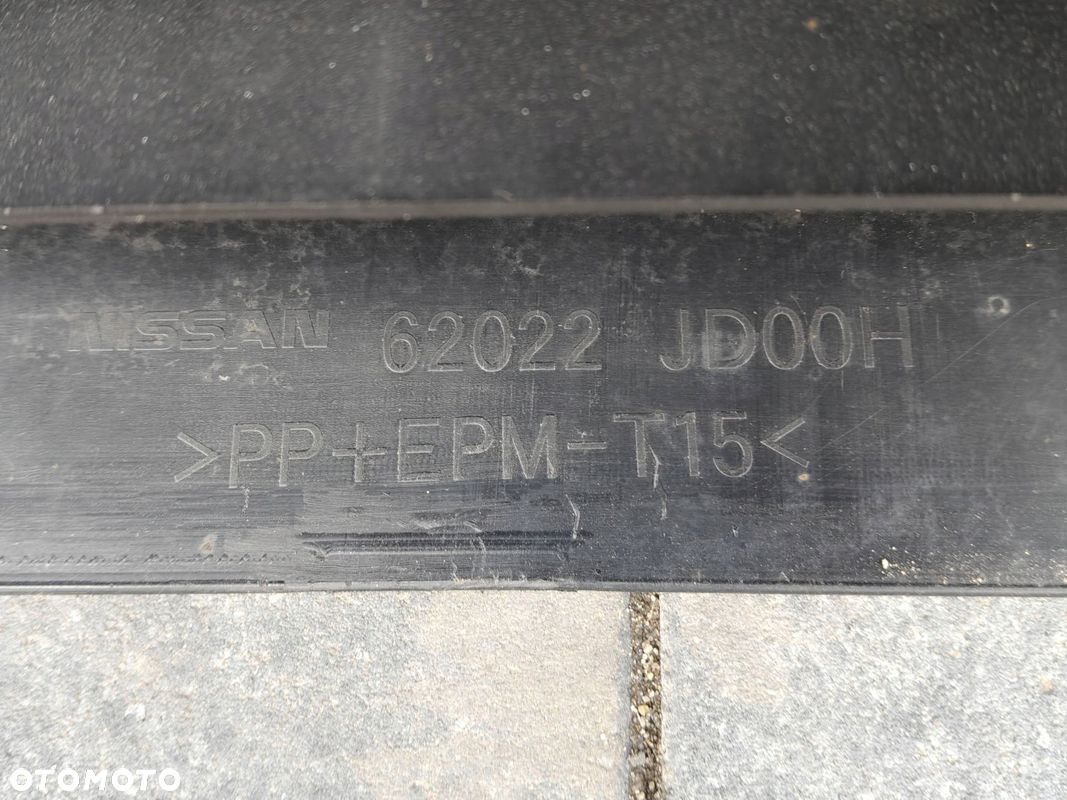 NISSAN 62022 JD00H
>PP+EPM-T15<
OTOMOTO